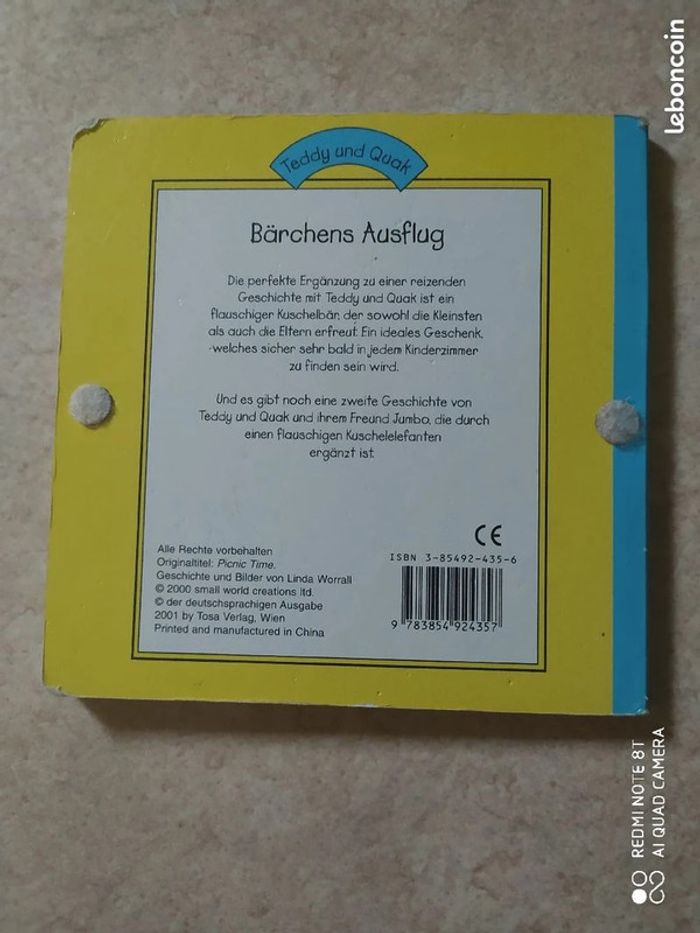 leboncoin
Teddy und Quak
Bärchens Ausflug
Die perfekte Ergänzung zu einer reizenden
Geschichte mit Teddy und Quak ist ein
flauschiger Kuschelbär, der sowohl die Kleinsten
als auch die Eltern erfreut. Ein ideales Geschenk,
welches sicher sehr bald in jedem Kinderzimmer
zu finden sein wird.
Und es gibt noch eine zweite Geschichte von
Teddy und Quak und ihrem Freund Jumbo, die durch
einen flauschigen Kuschelelefanten
ergänzt ist.
CE
Alle Rechte vorbehalten
Originaltitel: Picnic Time.
Geschichte und Bilder von Linda Worrall
© 2000 small world creations ltd.
© der deutschsprachigen Ausgabe
2001 by Tosa Verlag, Wien
Printed and manufactured in China
ISBN 3-85492-435-6
9 783854 924357
REDMI NOTE 8T
AI QUAD CAMERA